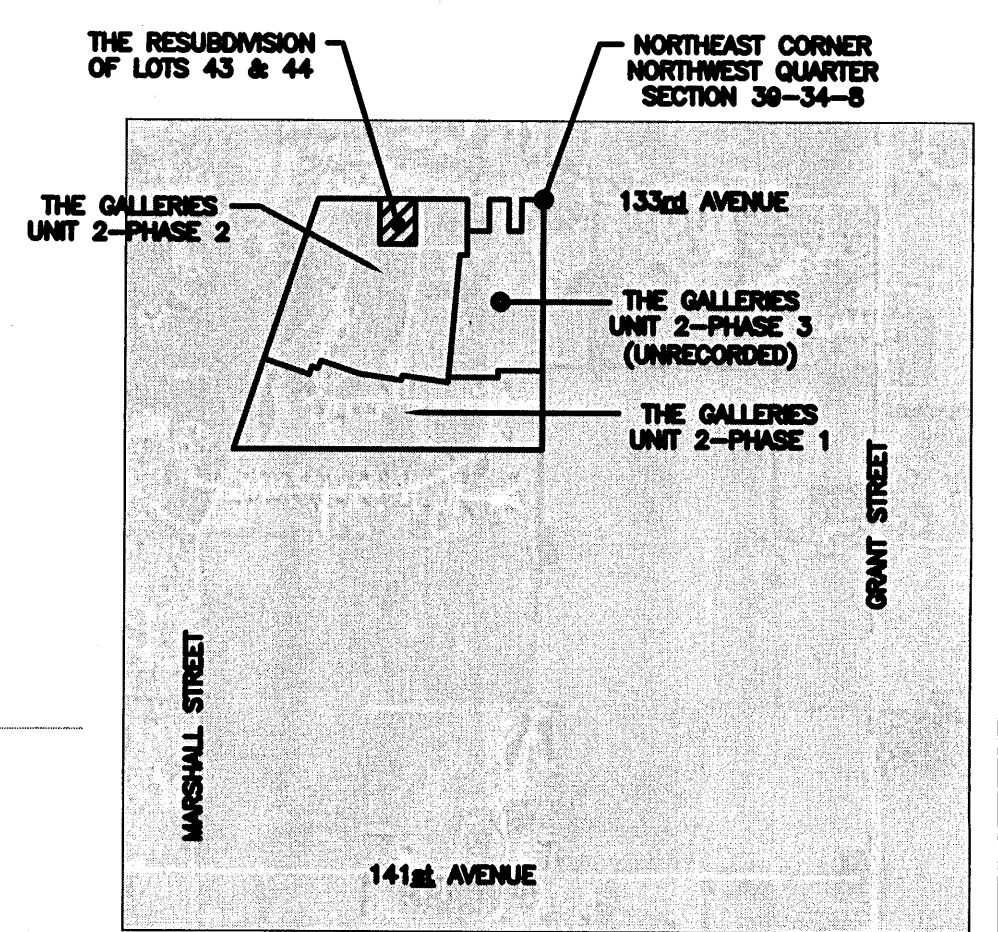 THE RESUBDIVISION
OF LOTS 43 & 44
NORTHEAST CORNER
NORTHWEST QUARTER
SECTION 39-34-8
THE GALLERIES
UNIT 2-PHASE 2
133rd AVENUE
THE GALLERIES
UNIT 2-PHASE 3
(UNRECORDED)
THE GALLERIES
UNIT 2-PHASE 1
GRANT STREET
MARSHALL STREET
141st AVENUE